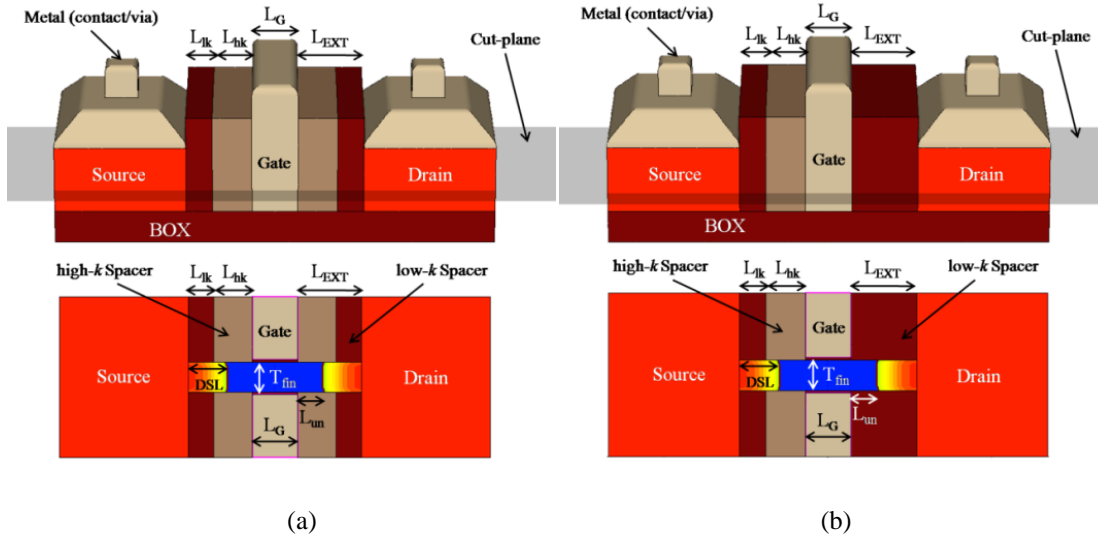 Metal (contact/via)
L_G
L_lk
L_hk
L_EXT
Cut-plane
Gate
Source
Drain
BOX
high-k Spacer
L_lk
L_hk
L_EXT
low-k Spacer
Gate
Source
T_fin
Drain
DSL
L_un
L_G
(a)
Metal (contact/via)
L_G
L_lk
L_hk
L_EXT
Cut-plane
Gate
Source
Drain
BOX
high-k Spacer
L_lk
L_hk
L_EXT
low-k Spacer
Gate
Source
T_fin
Drain
DSL
L_un
L_G
(b)